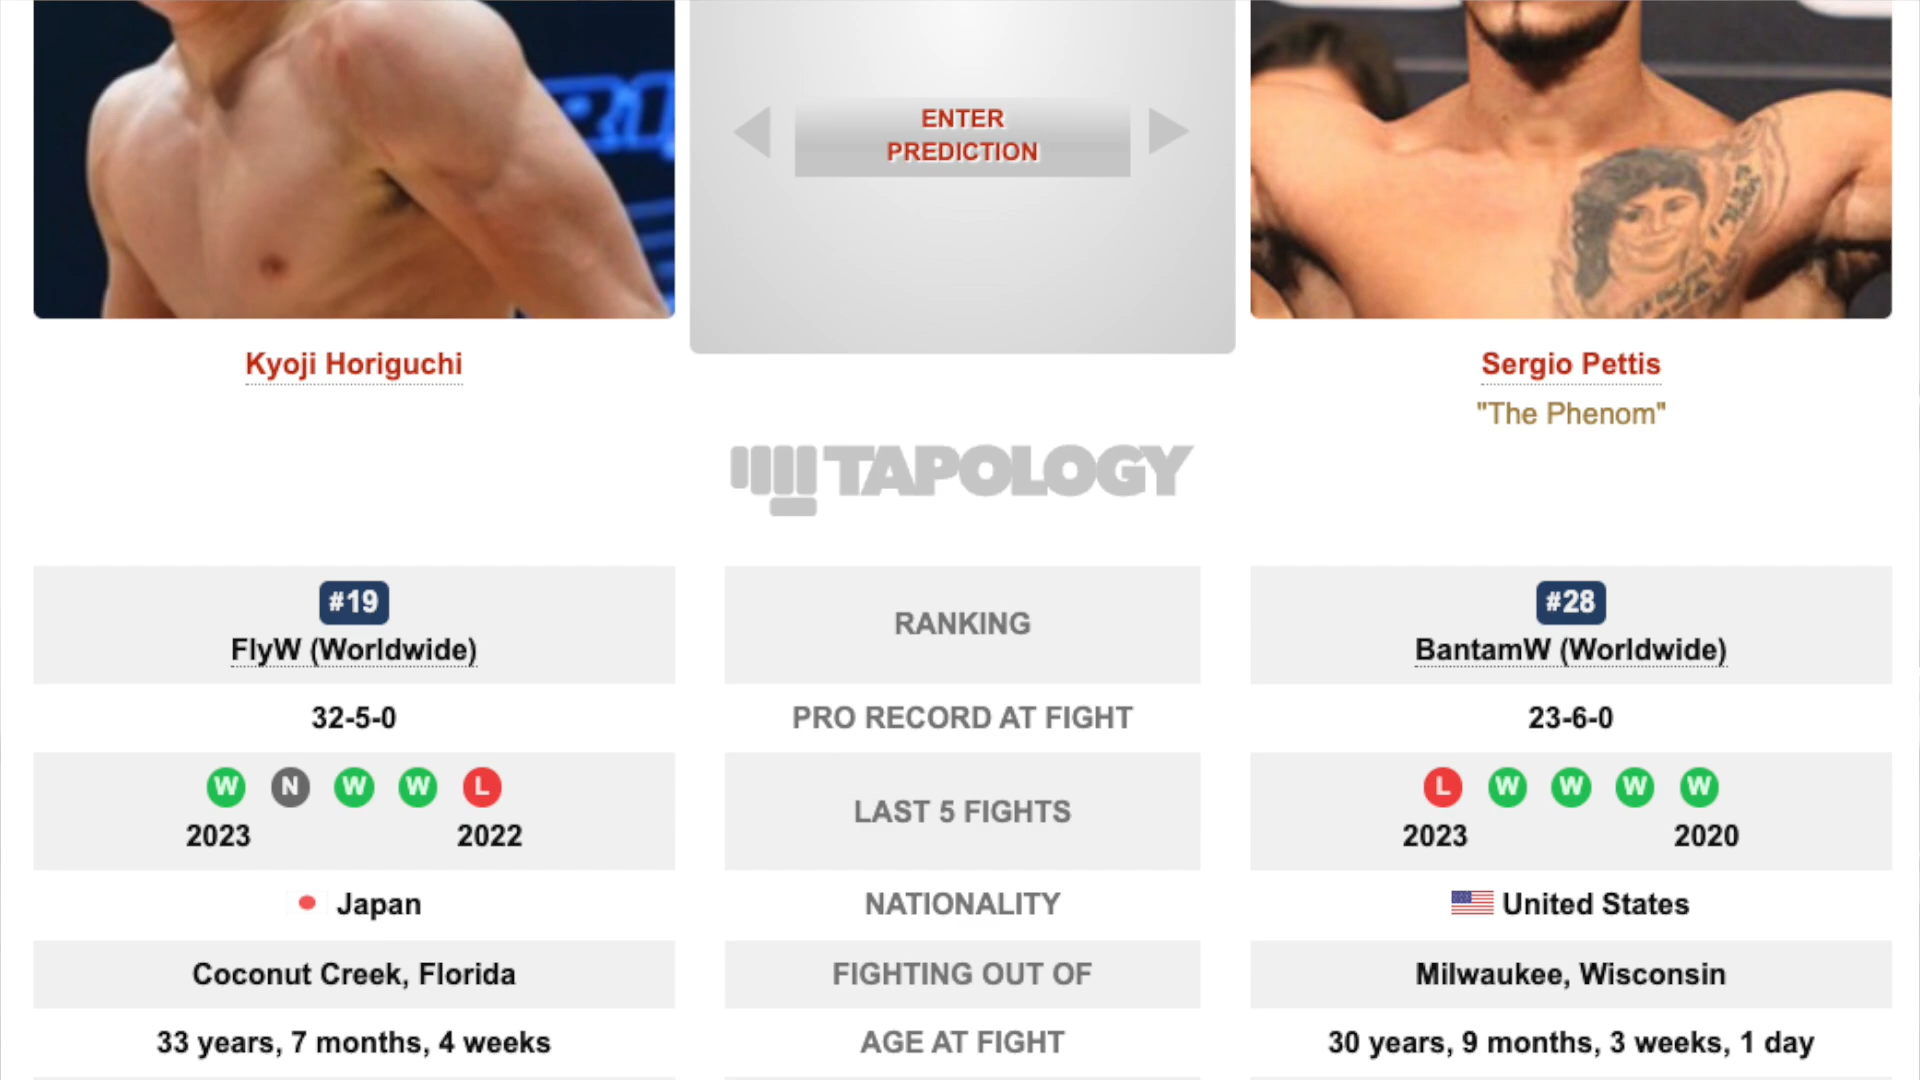 ENTER
PREDICTION
Kyoji Horiguchi
Sergio Pettis
"The Phenom"
TAPOLOGY
#19
FlyW (Worldwide)
RANKING
#28
BantamW (Worldwide)
32-5-0
PRO RECORD AT FIGHT
23-6-0
W N W W L
2023 2022
LAST 5 FIGHTS
L W W W W
2023 2020
Japan
NATIONALITY
United States
Coconut Creek, Florida
FIGHTING OUT OF
Milwaukee, Wisconsin
33 years, 7 months, 4 weeks
AGE AT FIGHT
30 years, 9 months, 3 weeks, 1 day